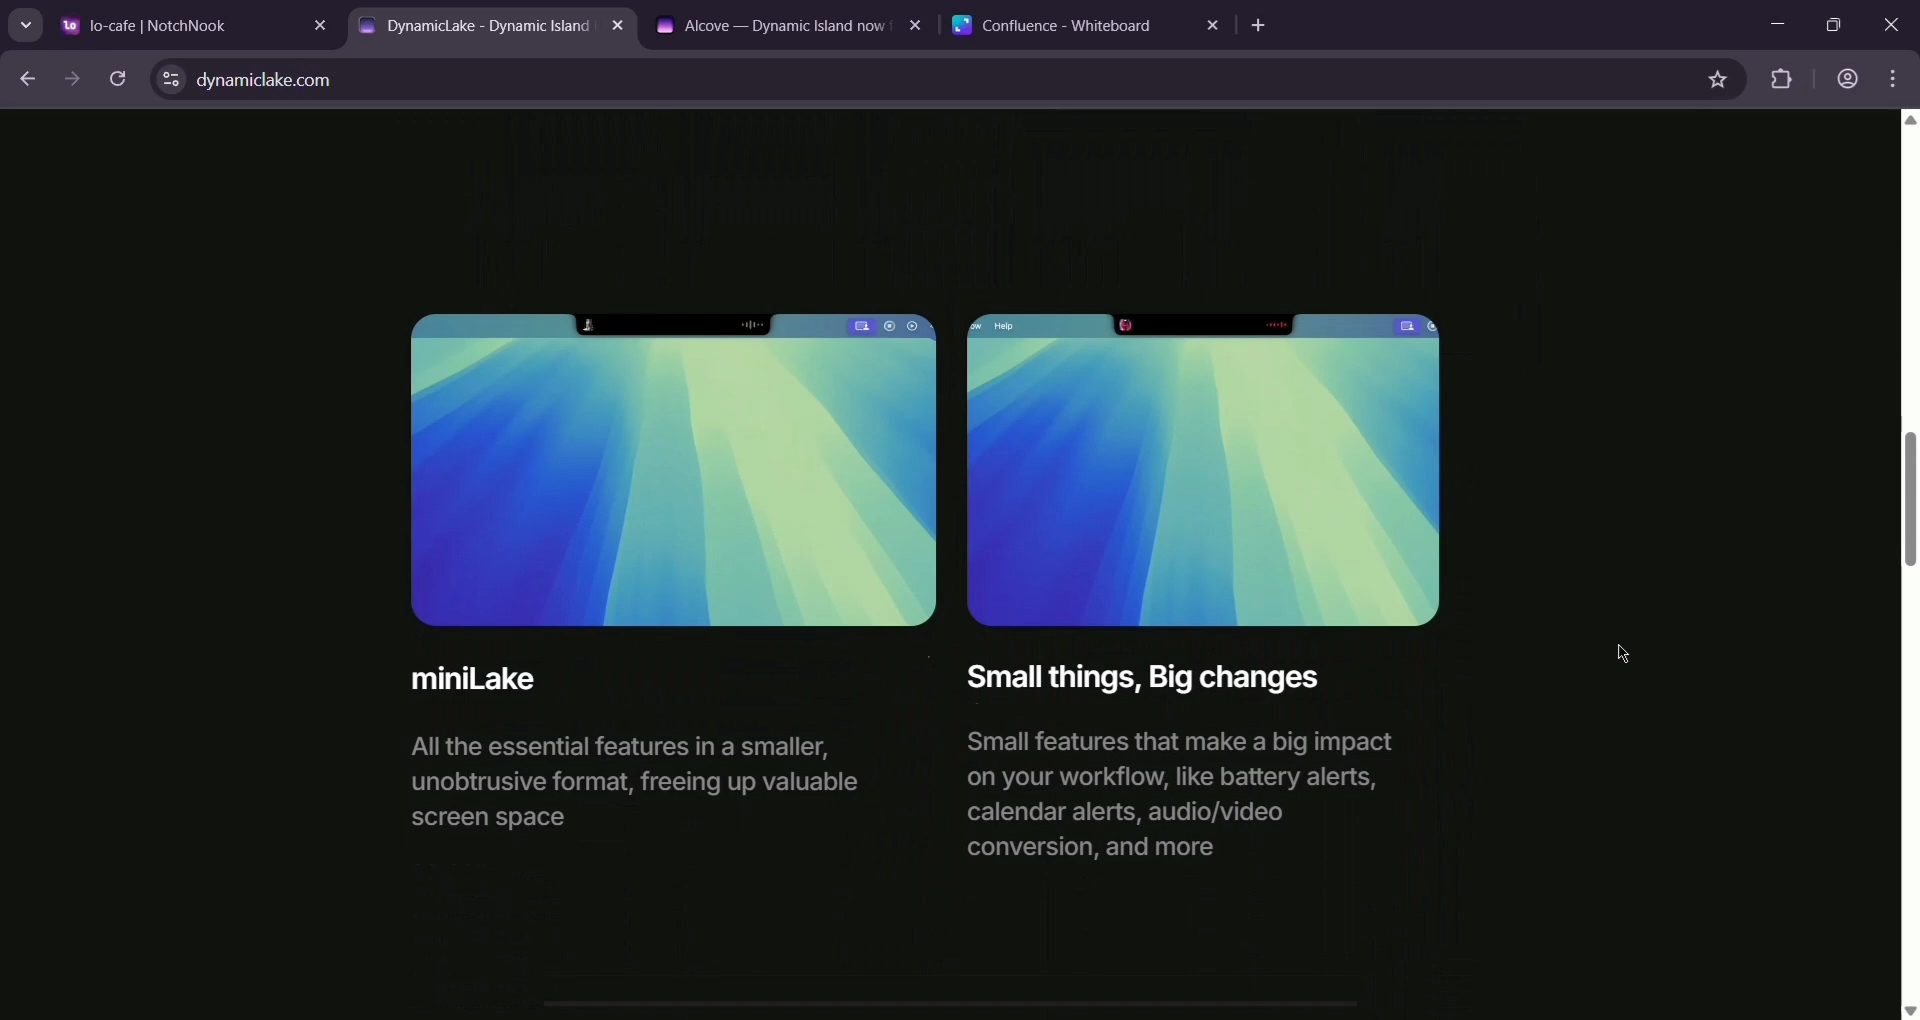 lo-cafe | NotchNook
DynamicLake - Dynamic Island
Alcove — Dynamic Island now
Confluence - Whiteboard
dynamiclake.com
ow Help
miniLake
All the essential features in a smaller,
unobtrusive format, freeing up valuable
screen space
Small things, Big changes
Small features that make a big impact
on your workflow, like battery alerts,
calendar alerts, audio/video
conversion, and more